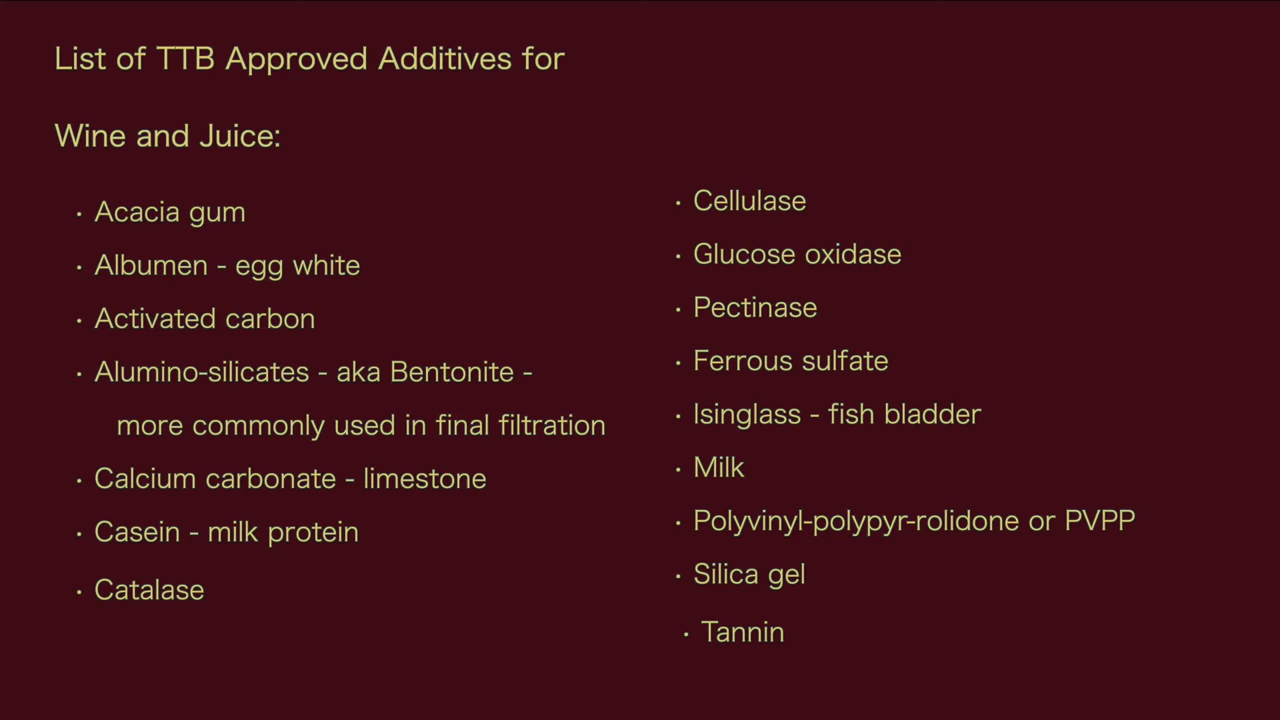 List of TTB Approved Additives for
Wine and Juice:
· Acacia gum
· Albumen - egg white
· Activated carbon
· Alumino-silicates - aka Bentonite -
more commonly used in final filtration
· Calcium carbonate - limestone
· Casein - milk protein
· Catalase
· Cellulase
· Glucose oxidase
· Pectinase
· Ferrous sulfate
· Isinglass - fish bladder
· Milk
· Polyvinyl-polypyr-rolidone or PVPP
· Silica gel
· Tannin